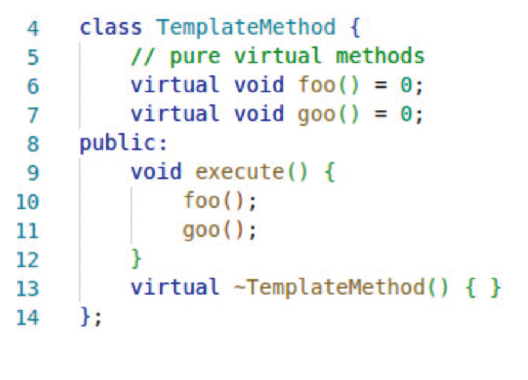 4 class TemplateMethod {
5 // pure virtual methods
6 virtual void foo() = 0;
7 virtual void goo() = 0;
8 public:
9 void execute() {
10 foo();
11 goo();
12 }
13 virtual ~TemplateMethod() { }
14 };